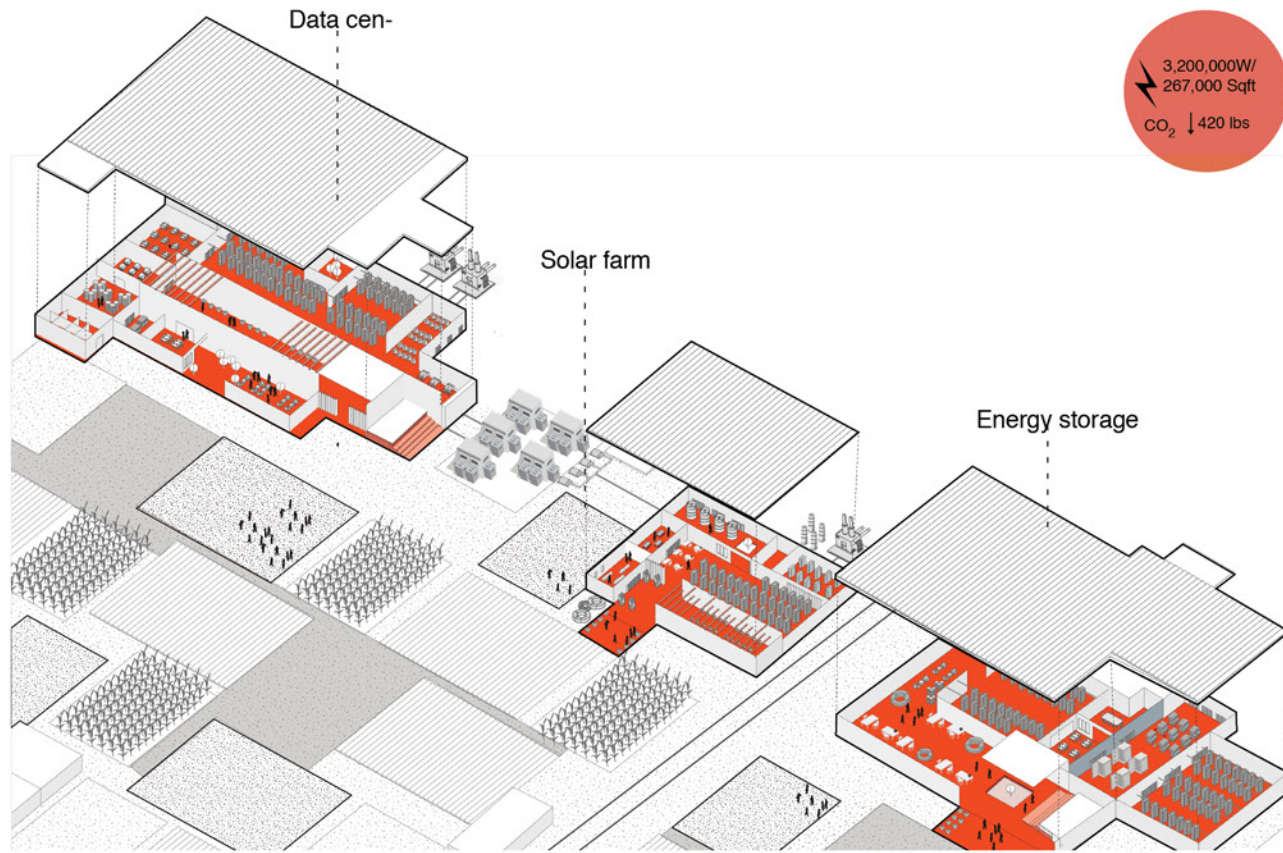 Data cen-
3,200,000W/
267,000 Sqft
CO₂ ↓ 420 lbs
Solar farm
Energy storage